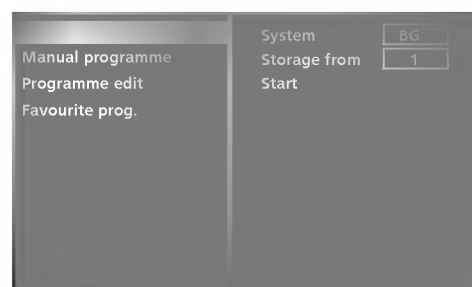 System BG
Manual programme
Storage from 1
Programme edit
Start
Favourite prog.